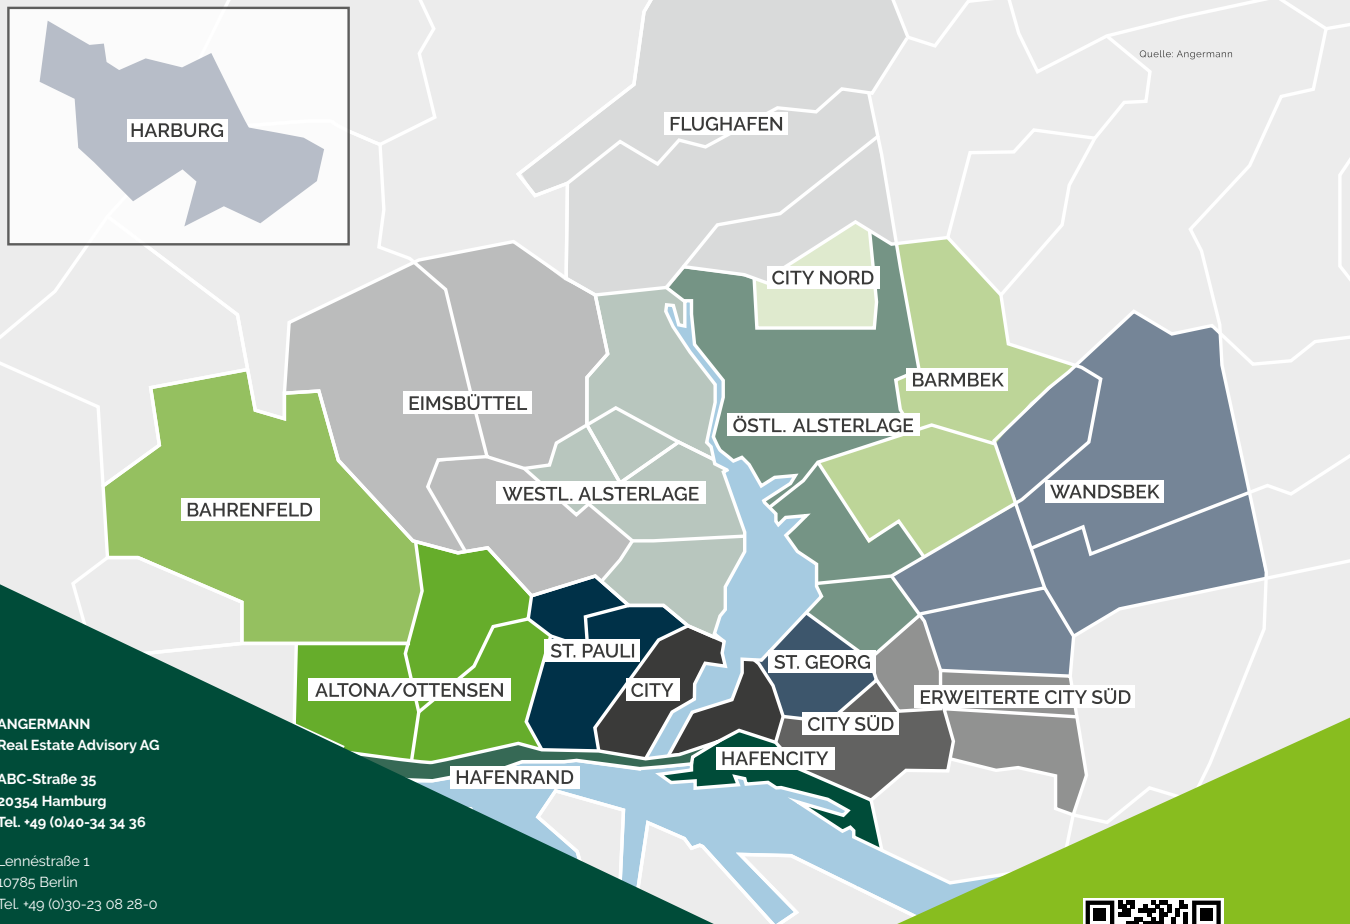 Quelle: Angermann
HARBURG
FLUGHAFEN
CITY NORD
BARMBEK
EIMSBÜTTEL
ÖSTL. ALSTERLAGE
WESTL. ALSTERLAGE
WANDSBEK
BAHRENFELD
ST. PAULI
ST. GEORG
ALTONA/OTTENSEN
CITY
ERWEITERTE CITY SÜD
CITY SÜD
HAFENCITY
HAFENRAND
ANGERMANN
Real Estate Advisory AG
ABC-Straße 35
20354 Hamburg
Tel. +49 (0)40-34 34 36
Lennéstraße 1
10785 Berlin
Tel. +49 (0)30-23 08 28-0